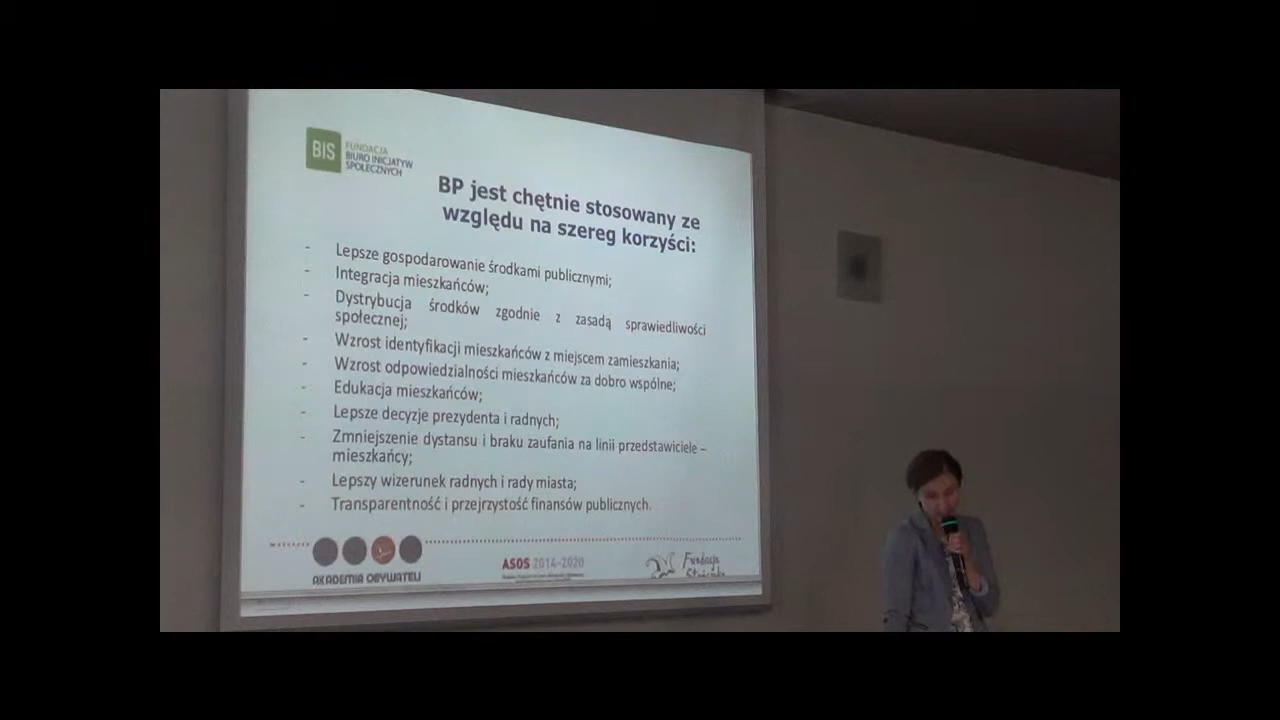 BIS
FUNDACJA
BIURO INICJATYW
SPOŁECZNYCH
BP jest chętnie stosowany ze
względu na szereg korzyści:
- Lepsze gospodarowanie środkami publicznymi;
- Integracja mieszkańców;
- Dystrybucja środków zgodnie z zasadą sprawiedliwości
społecznej;
- Wzrost identyfikacji mieszkańców z miejscem zamieszkania;
- Wzrost odpowiedzialności mieszkańców za dobro wspólne;
- Edukacja mieszkańców;
- Lepsze decyzje prezydenta i radnych;
- Zmniejszenie dystansu i braku zaufania na linii przedstawiciele –
mieszkańcy;
- Lepszy wizerunek radnych i rady miasta;
- Transparentność i przejrzystość finansów publicznych.
AKADEMIA OBYWATELI
ASOS 2014-2020
Fundacja